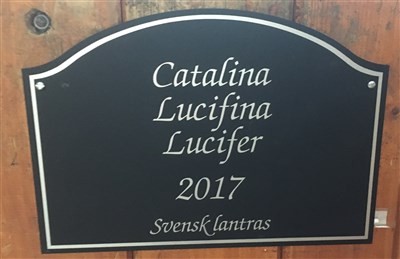 Catalina
Lucifina
Lucifer
2017
Svensk lantras